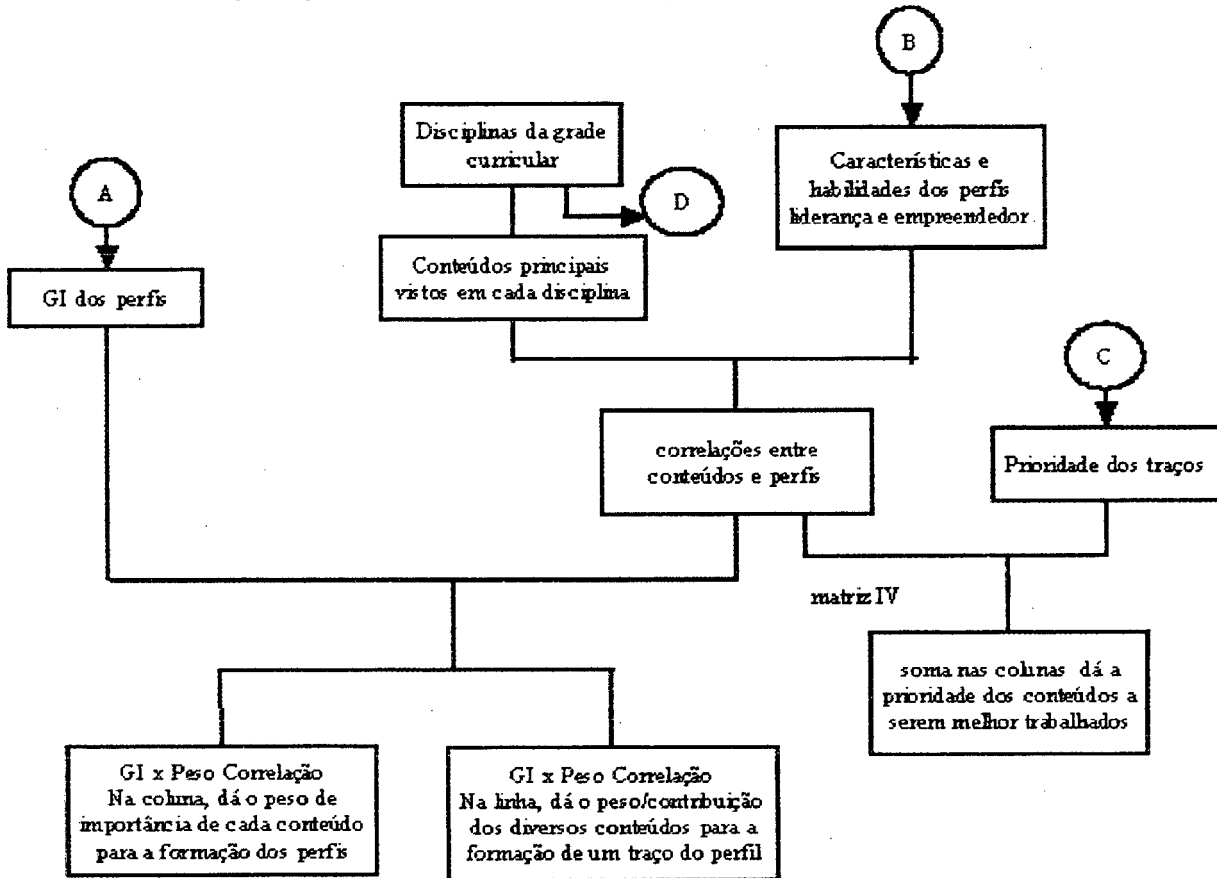 B
Disciplinas da grade
curricular
Características e
habilidades dos perfis
liderança e empreendedor
A
D
Conteúdos principais
vistos em cada disciplina
GI dos perfis
C
correlações entre
conteúdos e perfis
Prioridade dos traços
matriz IV
soma nas colunas dá a
prioridade dos conteúdos a
serem melhor trabalhados
GI x Peso Correlação
Na coluna, dá o peso de
importância de cada conteúdo
para a formação dos perfis
GI x Peso Correlação
Na linha, dá o peso/contribuição
dos diversos conteúdos para a
formação de um traço do perfil